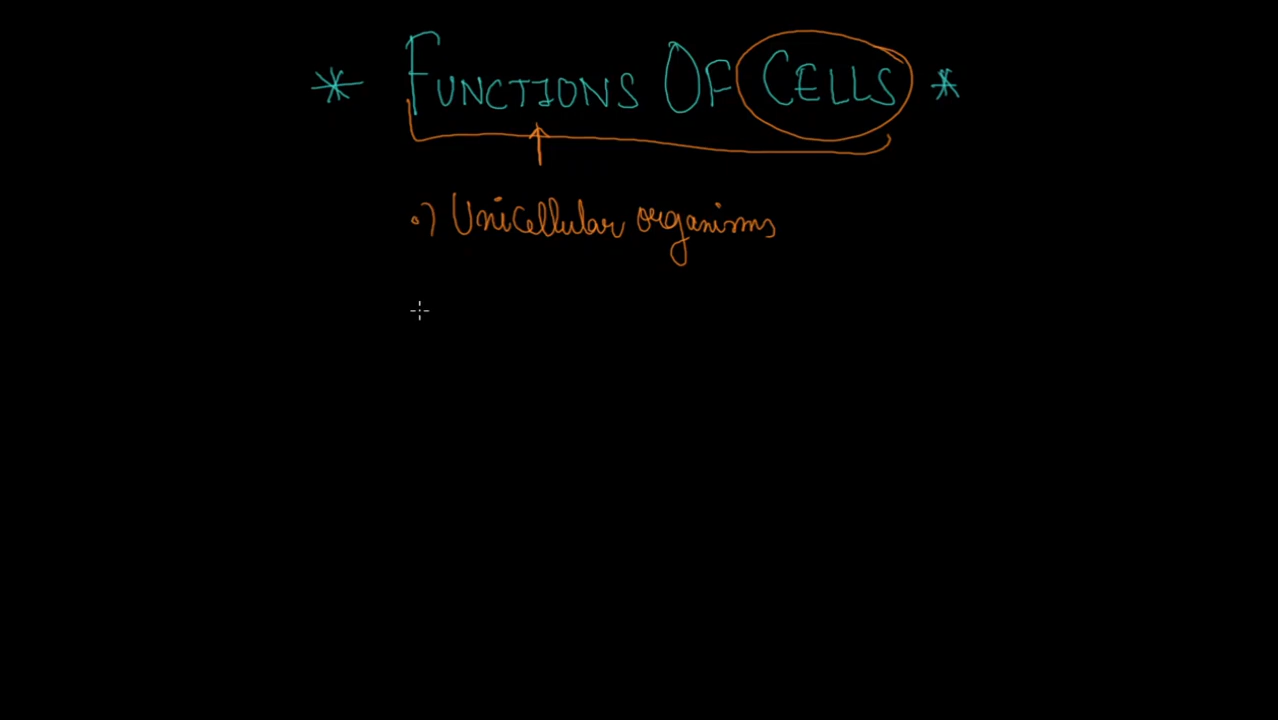 * FUNCTIONS OF CELLS *
•) Unicellular organisms